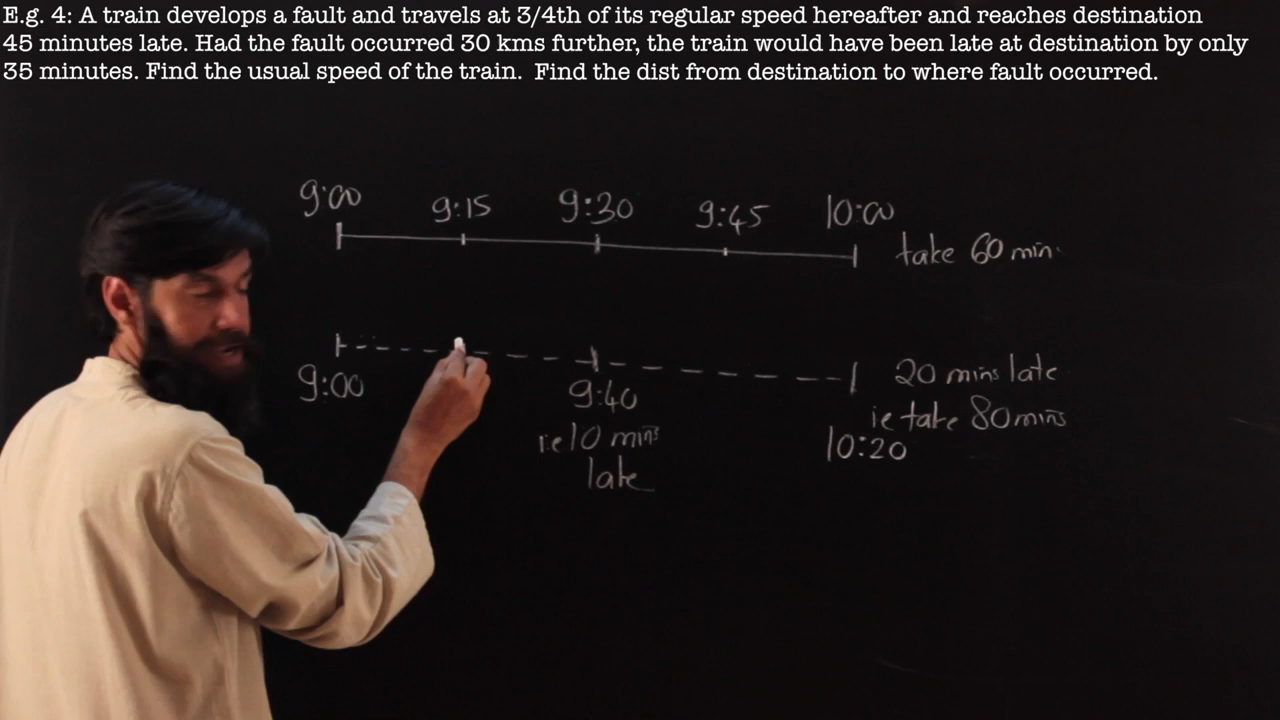 E.g. 4: A train develops a fault and travels at 3/4th of its regular speed hereafter and reaches destination
45 minutes late. Had the fault occurred 30 kms further, the train would have been late at destination by only
35 minutes. Find the usual speed of the train. Find the dist from destination to where fault occurred.
9:00 9:15 9:30 9:45 10:00
take 60 min.
20 mins late
9:00 9:40 ie take 80 mins
i.e 10 mins 10:20
late